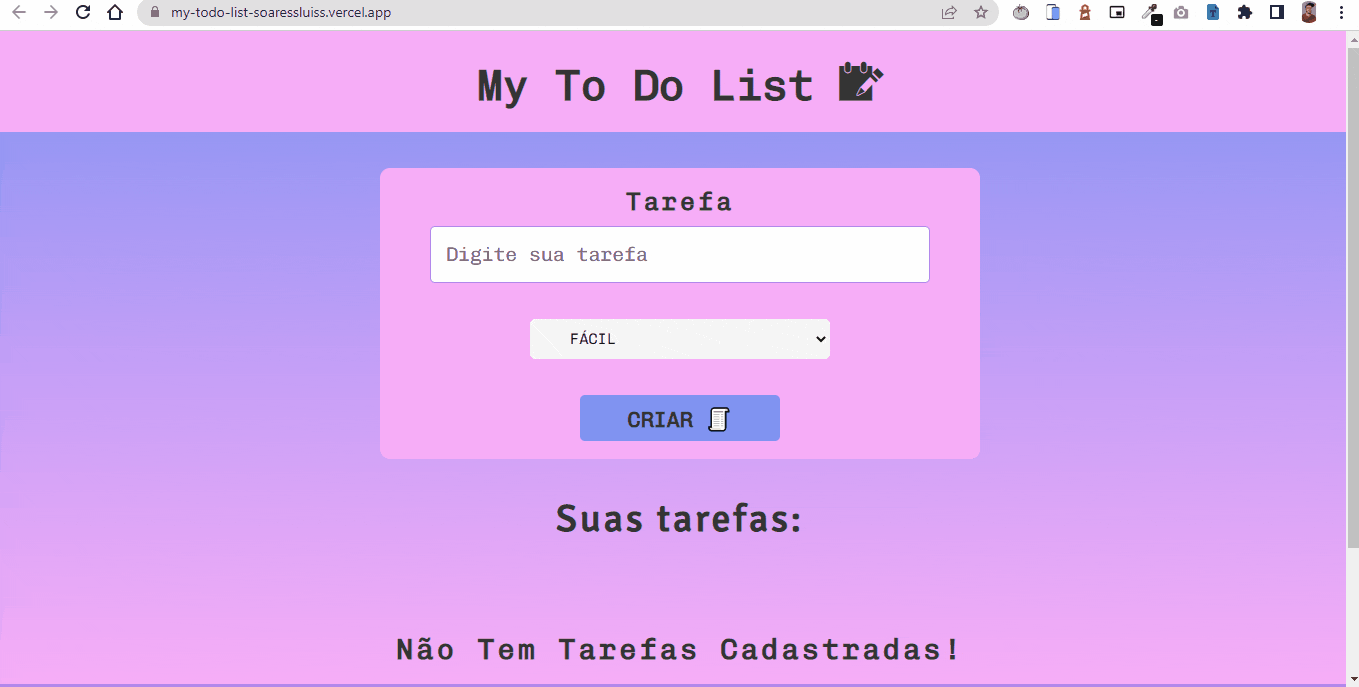 my-todo-list-soaressluiss.vercel.app
My To Do List
Tarefa
Digite sua tarefa
FÁCIL
CRIAR
Suas tarefas:
Não Tem Tarefas Cadastradas!